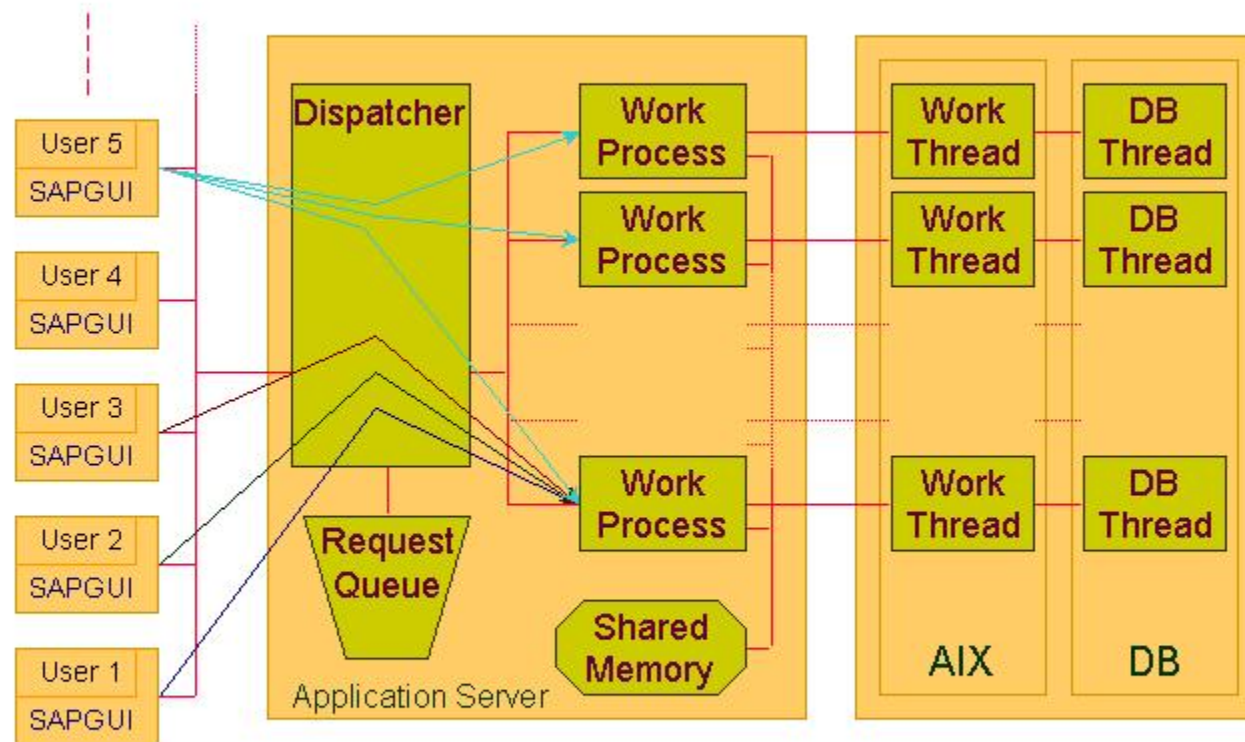 User 5
SAPGUI
User 4
SAPGUI
User 3
SAPGUI
User 2
SAPGUI
User 1
SAPGUI
Dispatcher
Request
Queue
Application Server
Work
Process
Work
Process
Work
Process
Shared
Memory
Work
Thread
Work
Thread
Work
Thread
AIX
DB
Thread
DB
Thread
DB
Thread
DB